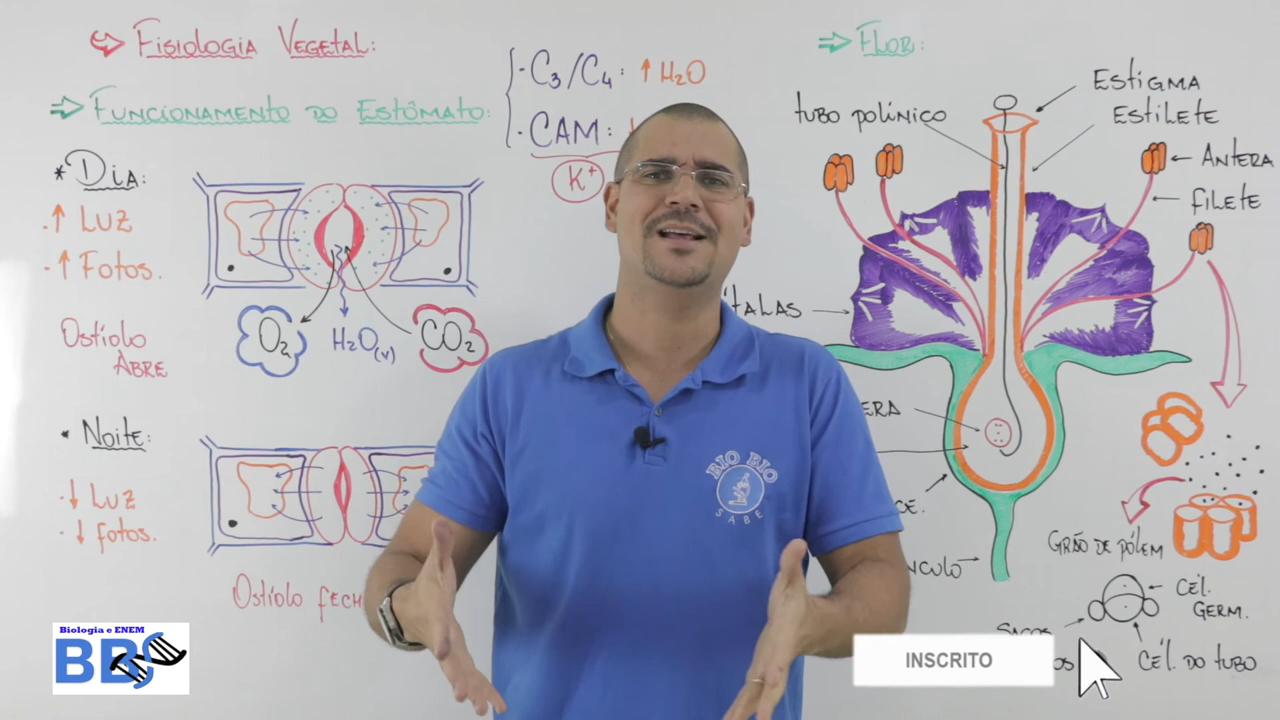 Fisiologia Vegetal:
Funcionamento do Estômato:
* Dia:
↑ Luz
- ↑ Fotos.
Ostíolo
Abre
O₂
H₂O(v)
CO₂
• Noite:
↓ Luz
↓ Fotos.
- C₃/C₄: ↑ H₂O
• CAM:
K⁺
Flor:
Estigma
Estilete
tubo polínico
Antera
Filete
Grão de Pólem
Cél.
Germ.
Cél. do tubo
BIO BIO
SABE
Biologia e ENEM
BBS
INSCRITO